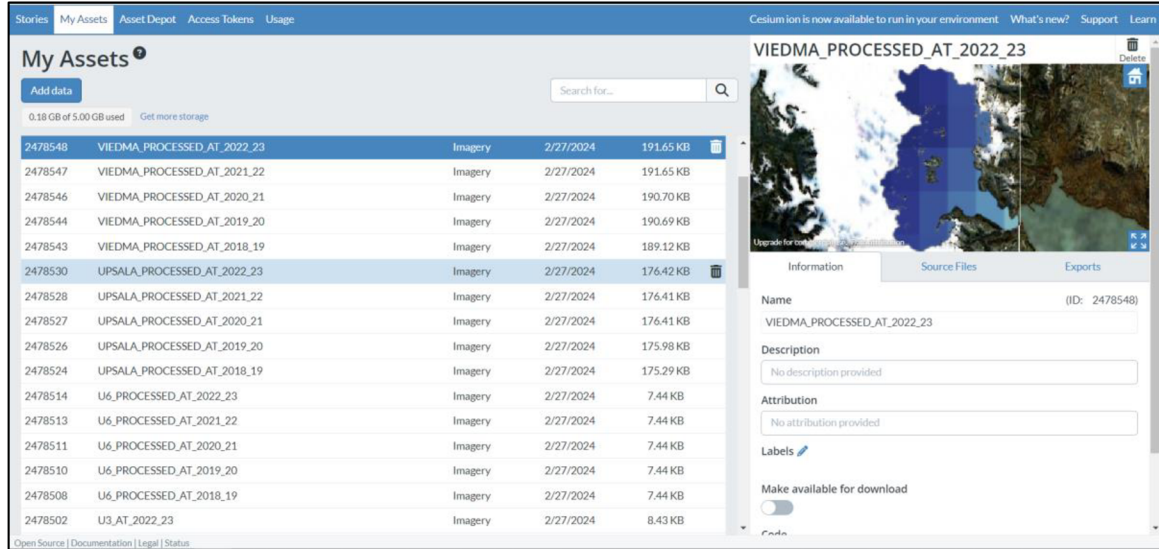 Stories My Assets Asset Depot Access Tokens Usage Cesium ion is now available to run in your environment What's new? Support Learn
My Assets ?
Add data
Search for...
0.18 GB of 5.00 GB used Get more storage
2478548 VIEDMA_PROCESSED_AT_2022_23 Imagery 2/27/2024 191.65 KB
2478547 VIEDMA_PROCESSED_AT_2021_22 Imagery 2/27/2024 191.65 KB
2478546 VIEDMA_PROCESSED_AT_2020_21 Imagery 2/27/2024 190.70 KB
2478544 VIEDMA_PROCESSED_AT_2019_20 Imagery 2/27/2024 190.69 KB
2478543 VIEDMA_PROCESSED_AT_2018_19 Imagery 2/27/2024 189.12 KB
2478530 UPSALA_PROCESSED_AT_2022_23 Imagery 2/27/2024 176.42 KB
2478528 UPSALA_PROCESSED_AT_2021_22 Imagery 2/27/2024 176.41 KB
2478527 UPSALA_PROCESSED_AT_2020_21 Imagery 2/27/2024 176.41 KB
2478526 UPSALA_PROCESSED_AT_2019_20 Imagery 2/27/2024 175.98 KB
2478524 UPSALA_PROCESSED_AT_2018_19 Imagery 2/27/2024 175.29 KB
2478514 U6_PROCESSED_AT_2022_23 Imagery 2/27/2024 7.44 KB
2478513 U6_PROCESSED_AT_2021_22 Imagery 2/27/2024 7.44 KB
2478511 U6_PROCESSED_AT_2020_21 Imagery 2/27/2024 7.44 KB
2478510 U6_PROCESSED_AT_2019_20 Imagery 2/27/2024 7.44 KB
2478508 U6_PROCESSED_AT_2018_19 Imagery 2/27/2024 7.44 KB
2478502 U3_AT_2022_23 Imagery 2/27/2024 8.43 KB
Open Source | Documentation | Legal | Status
VIEDMA_PROCESSED_AT_2022_23
Delete
Upgrade for
Information Source Files Exports
Name (ID: 2478548)
VIEDMA_PROCESSED_AT_2022_23
Description
No description provided
Attribution
No attribution provided
Labels
Make available for download
Code